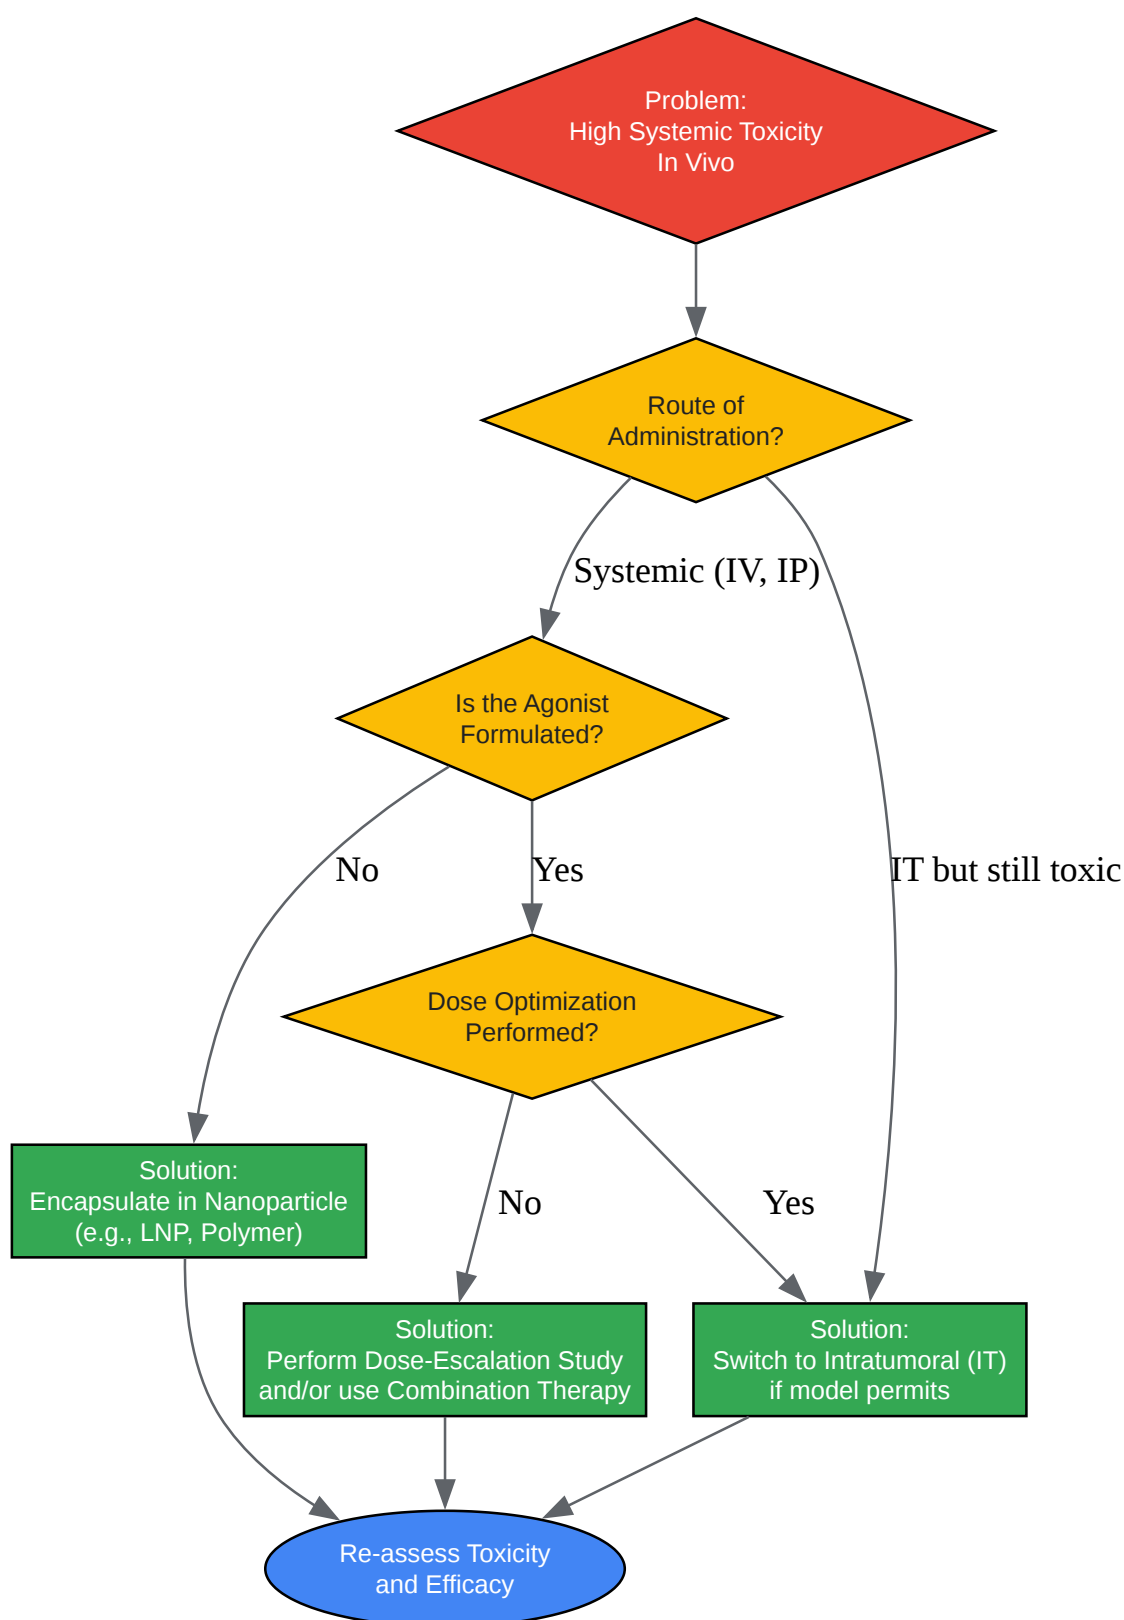 Problem:
High Systemic Toxicity
In Vivo
Route of
Administration?
Systemic (IV, IP)
Is the Agonist
Formulated?
No
Yes
IT but still toxic
Dose Optimization
Performed?
Solution:
Encapsulate in Nanoparticle
(e.g., LNP, Polymer)
No
Yes
Solution:
Perform Dose-Escalation Study
and/or use Combination Therapy
Solution:
Switch to Intratumoral (IT)
if model permits
Re-assess Toxicity
and Efficacy